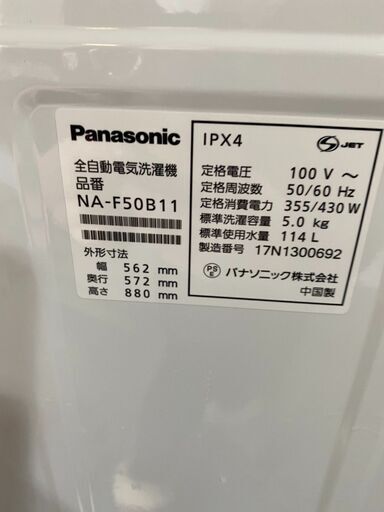 Panasonic
全自動電気洗濯機
品番
NA-F50B11
外形寸法
幅 562 mm
奥行 572 mm
高さ 880 mm
IPX4
S JET
定格電圧 100 V ～
定格周波数 50/60 Hz
定格消費電力 355/430 W
標準洗濯容量 5.0 kg
標準使用水量 114 L
製造番号 17N1300692
PS E パナソニック株式会社
中国製